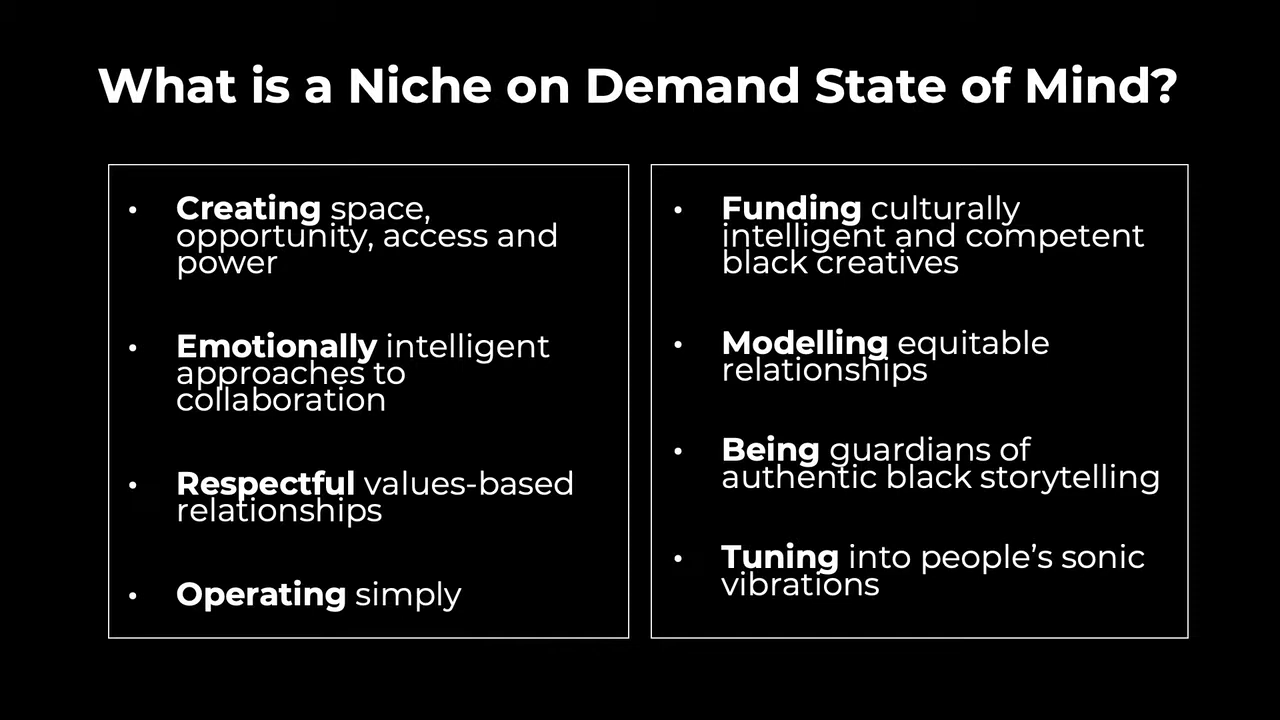 What is a Niche on Demand State of Mind?
• Creating space,
opportunity, access and
power
• Emotionally intelligent
approaches to
collaboration
• Respectful values-based
relationships
• Operating simply
• Funding culturally
intelligent and competent
black creatives
• Modelling equitable
relationships
• Being guardians of
authentic black storytelling
• Tuning into people’s sonic
vibrations